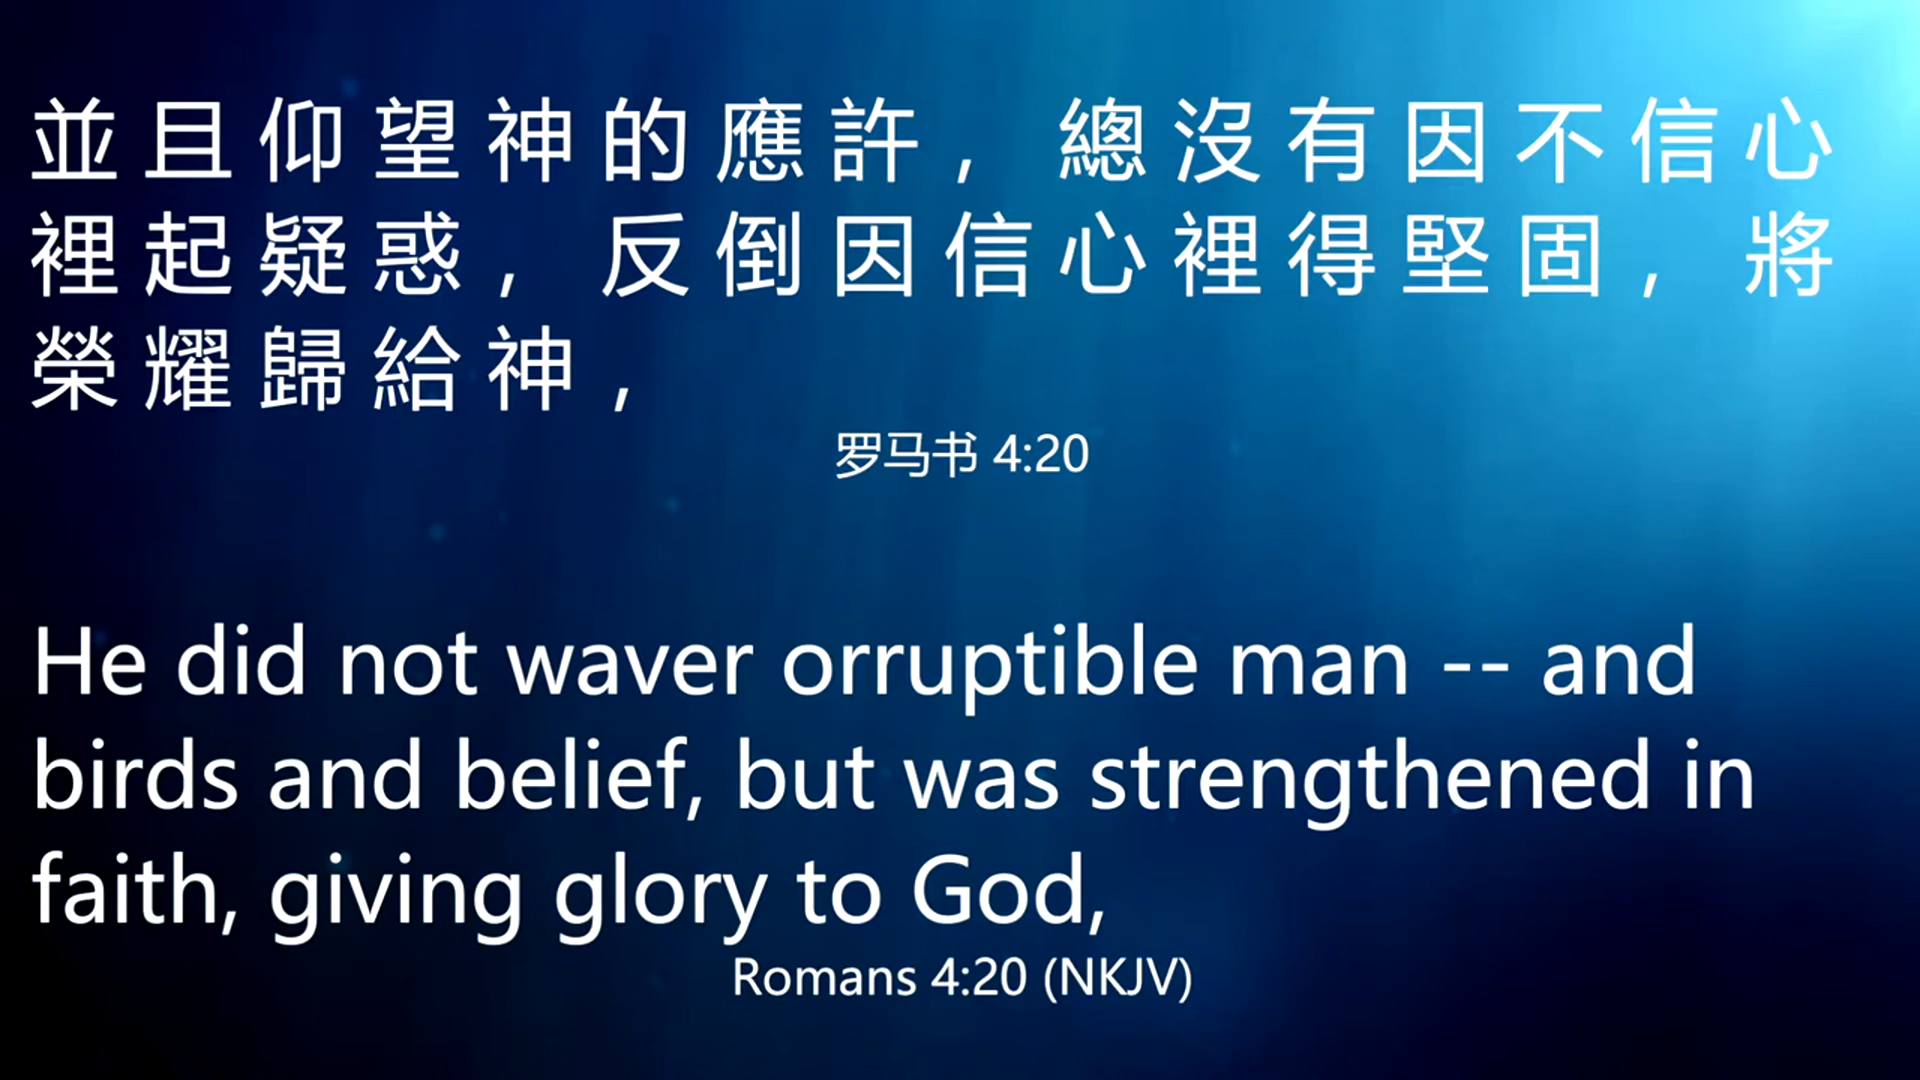 並且仰望神的應許，總沒有因不信心
裡起疑惑，反倒因信心裡得堅固，將
榮耀歸給神，
罗马书 4:20
He did not waver orruptible man -- and
birds and belief, but was strengthened in
faith, giving glory to God,
Romans 4:20 (NKJV)